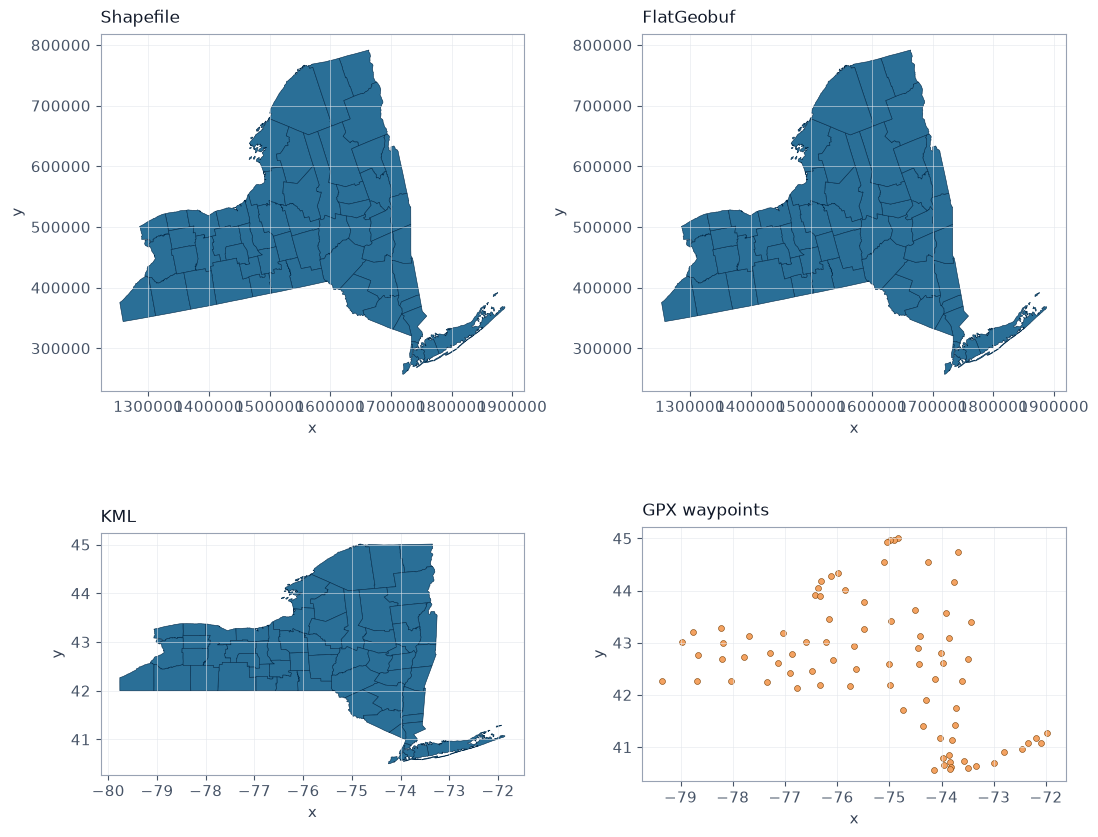 Shapefile
800000
700000
600000
500000
400000
300000
y
1300000 1400000 1500000 1600000 1700000 1800000 1900000
x
FlatGeobuf
800000
700000
600000
500000
400000
300000
y
1300000 1400000 1500000 1600000 1700000 1800000 1900000
x
KML
45
44
43
42
41
y
−80 −79 −78 −77 −76 −75 −74 −73 −72
x
GPX waypoints
45
44
43
42
41
y
−79 −78 −77 −76 −75 −74 −73 −72
x